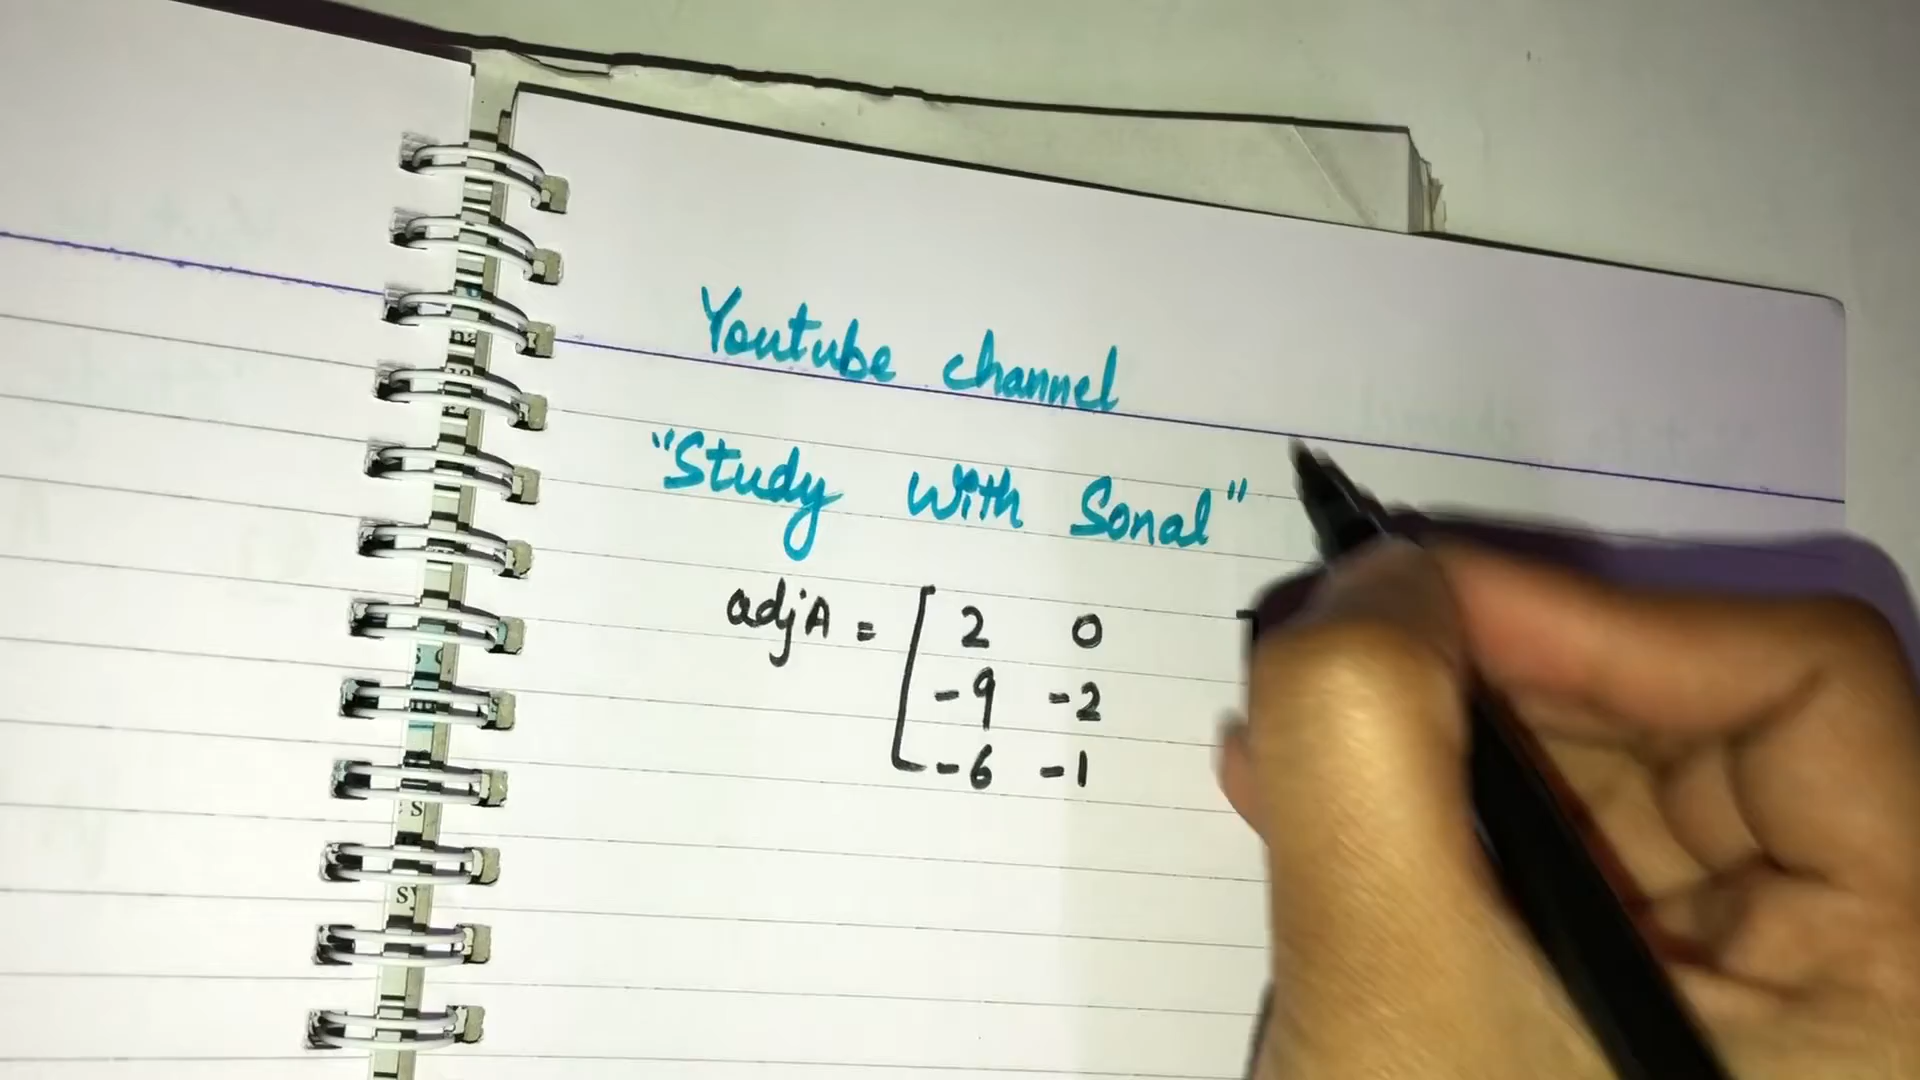 Youtube channel
"Study with Sonal"
adjA = [ 2 0
-9 -2
-6 -1